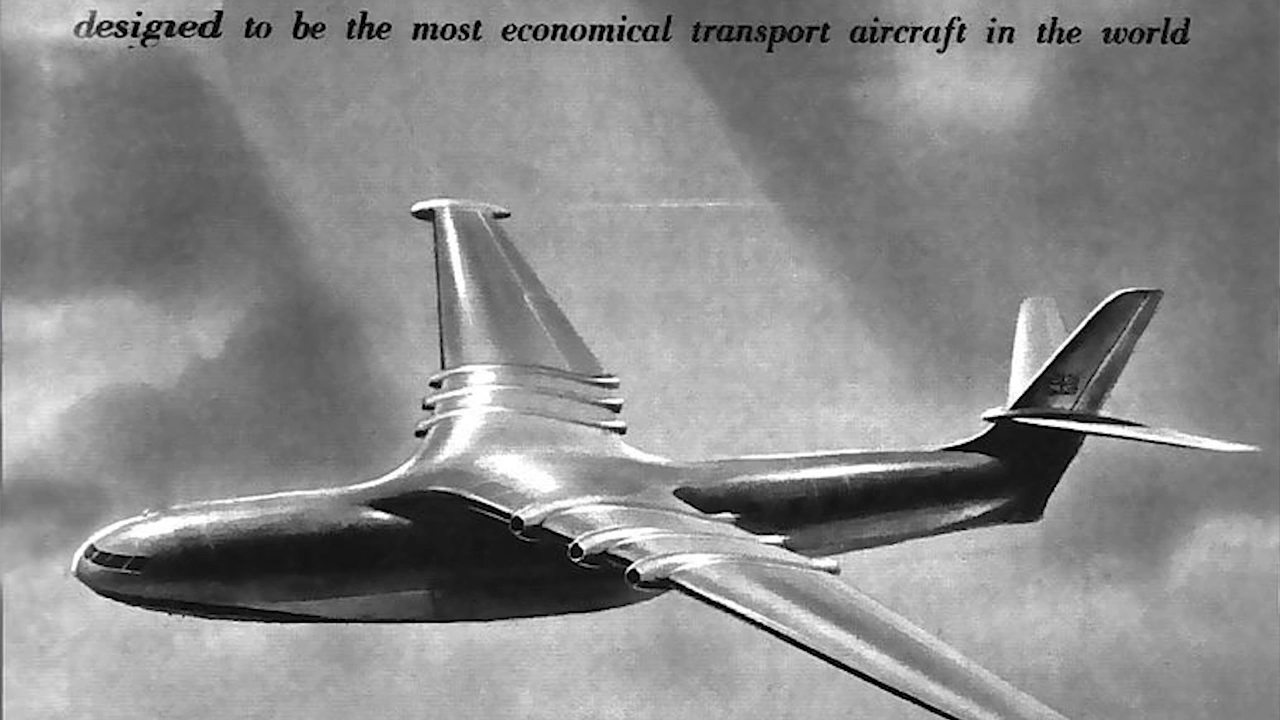 designed to be the most economical transport aircraft in the world